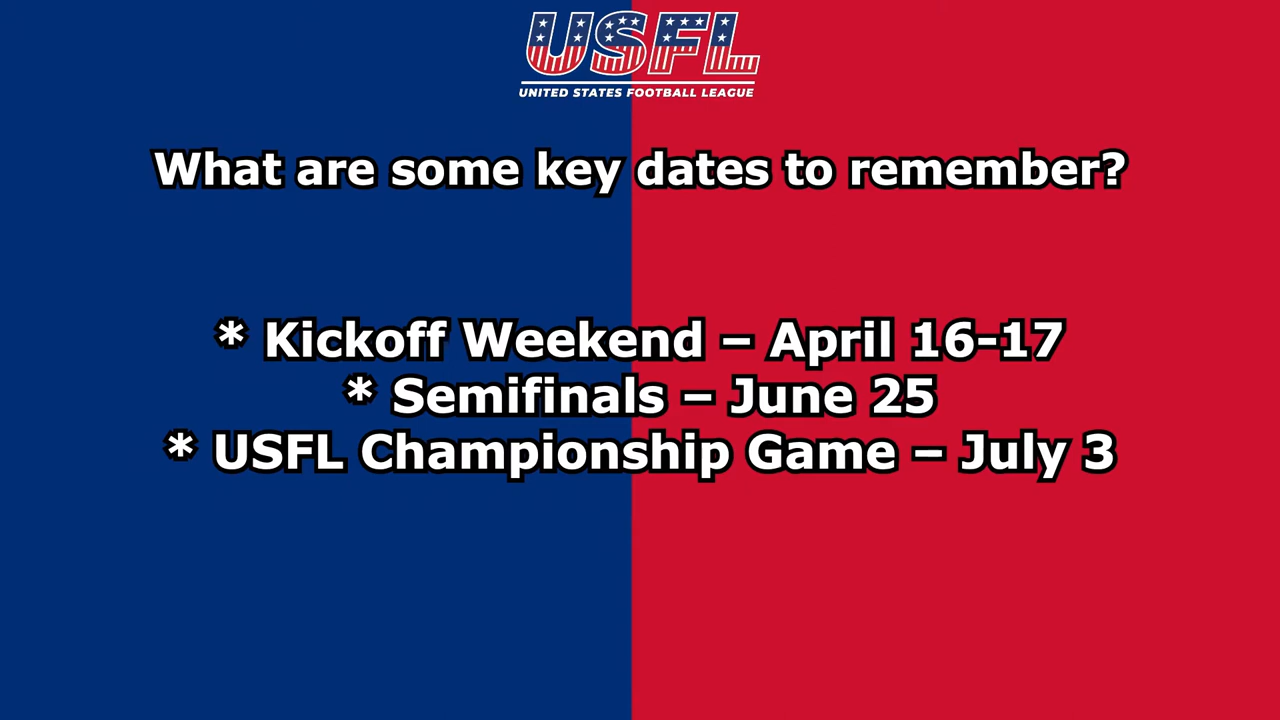 USFL
UNITED STATES FOOTBALL LEAGUE
What are some key dates to remember?
* Kickoff Weekend – April 16-17
* Semifinals – June 25
* USFL Championship Game – July 3